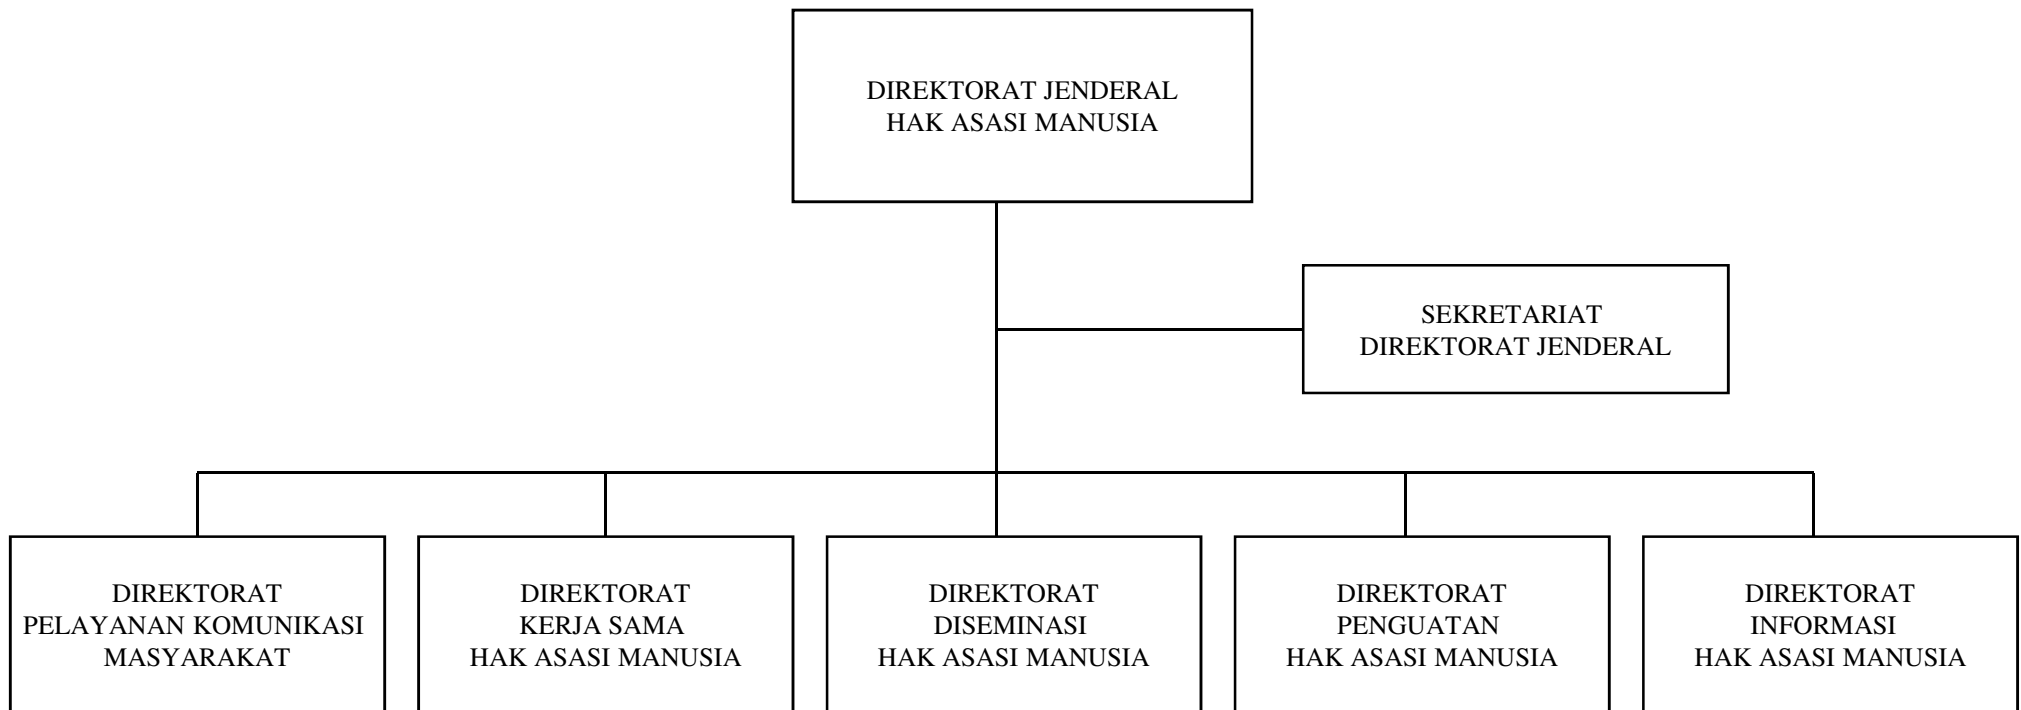 DIREKTORAT JENDERAL
HAK ASASI MANUSIA
SEKRETARIAT
DIREKTORAT JENDERAL
DIREKTORAT
PELAYANAN KOMUNIKASI
MASYARAKAT
DIREKTORAT
KERJA SAMA
HAK ASASI MANUSIA
DIREKTORAT
DISEMINASI
HAK ASASI MANUSIA
DIREKTORAT
PENGUATAN
HAK ASASI MANUSIA
DIREKTORAT
INFORMASI
HAK ASASI MANUSIA